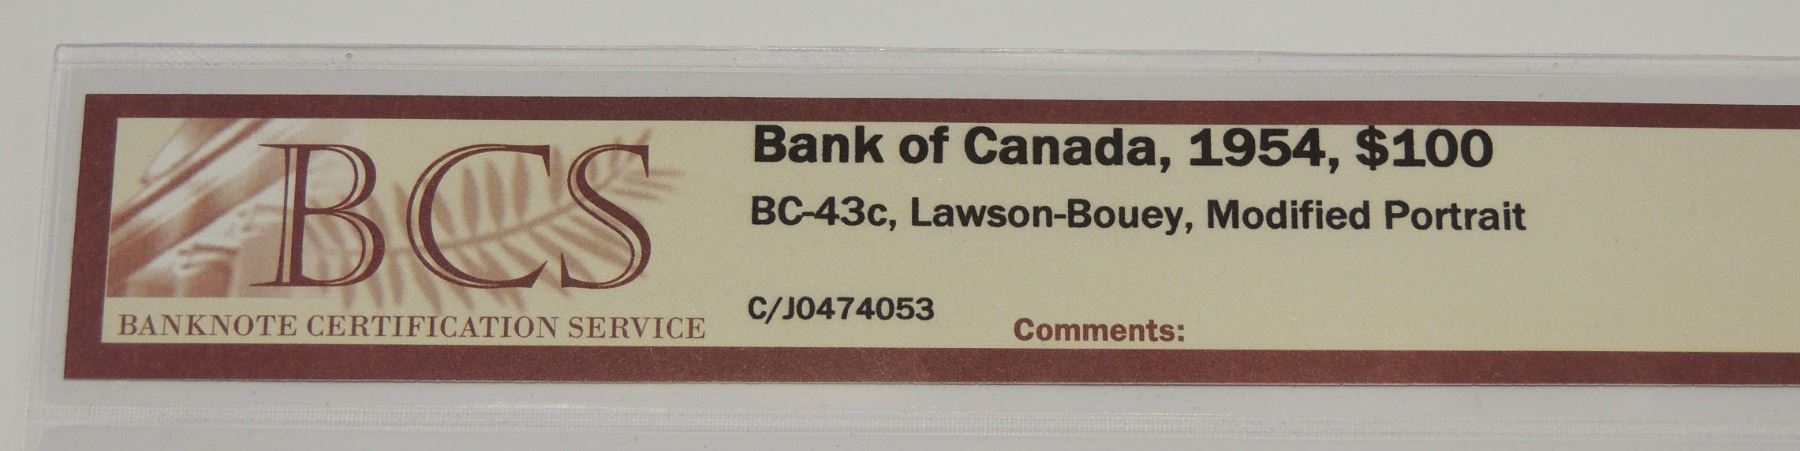 BCS
BANKNOTE CERTIFICATION SERVICE
Bank of Canada, 1954, $100
BC-43c, Lawson-Bouey, Modified Portrait
C/J0474053
Comments: